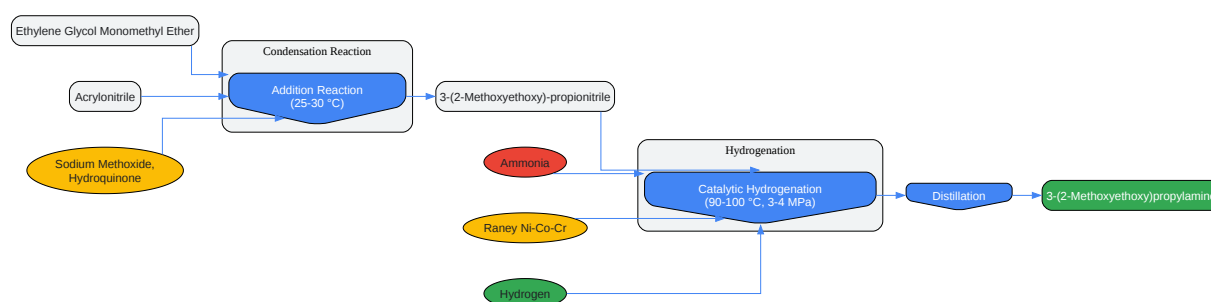 Ethylene Glycol Monomethyl Ether
Condensation Reaction
Addition Reaction
(25-30 °C)
Acrylonitrile
3-(2-Methoxyethoxy)-propionitrile
Sodium Methoxide,
Hydroquinone
Hydrogenation
Ammonia
Catalytic Hydrogenation
(90-100 °C, 3-4 MPa)
Distillation
3-(2-Methoxyethoxy)propylamine
Raney Ni-Co-Cr
Hydrogen